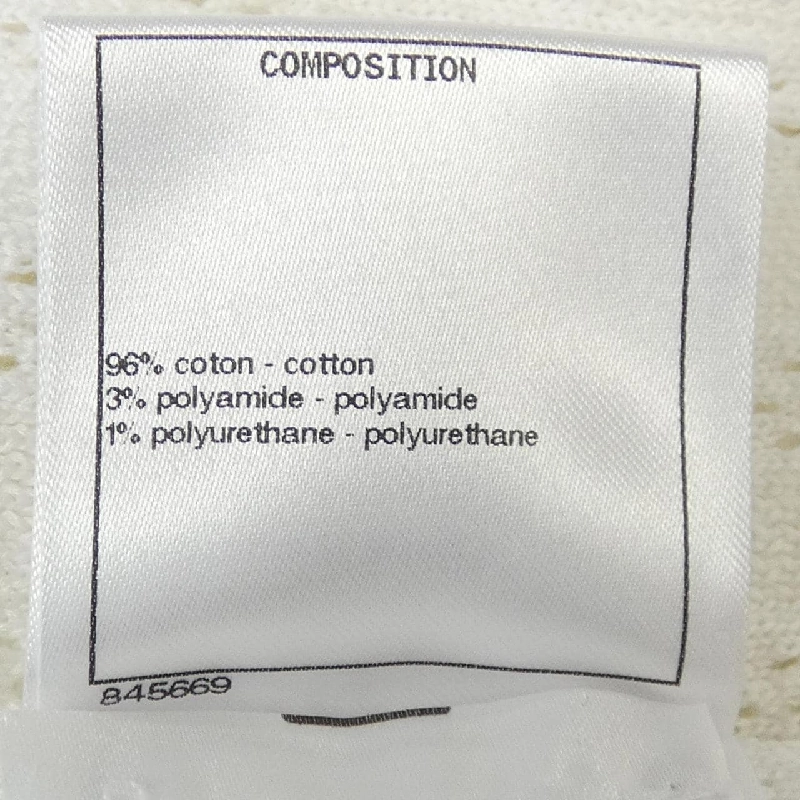 COMPOSITION
96% coton - cotton
3% polyamide - polyamide
1% polyurethane - polyurethane
845669